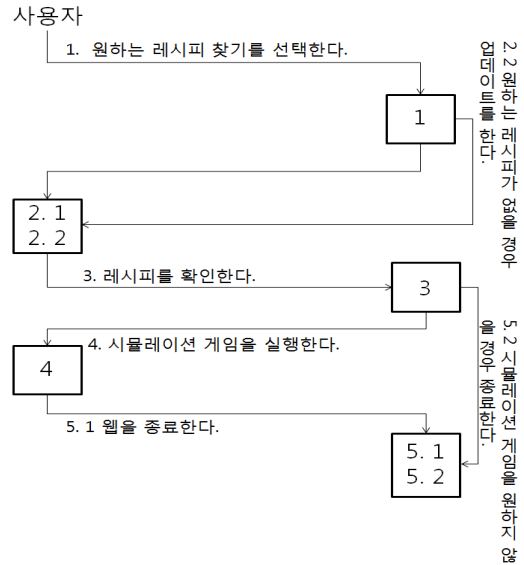 사용자
1. 원하는 레시피 찾기를 선택한다.
1
2. 2 원하는 레시피가 없을 경우
업데이트를 한다.
2. 1
2. 2
3. 레시피를 확인한다.
3
4. 시뮬레이션 게임을 실행한다.
4
5. 2 시뮬레이션 게임을 원하지 않
을 경우 종료한다.
5. 1 웹을 종료한다.
5. 1
5. 2